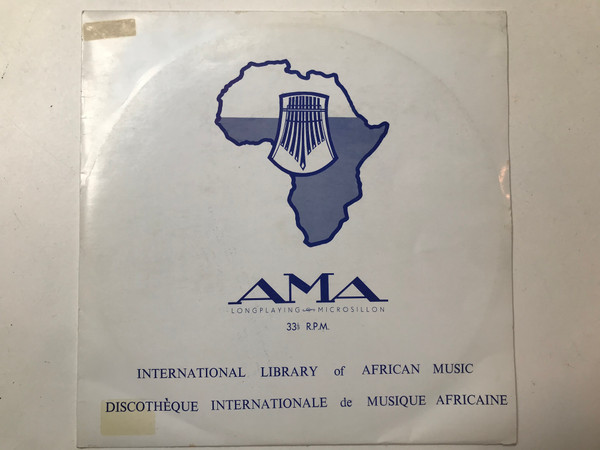 AMA
LONGPLAYING MICROSILLON
33⅓ R.P.M.
INTERNATIONAL LIBRARY of AFRICAN MUSIC
DISCOTHÈQUE INTERNATIONALE de MUSIQUE AFRICAINE